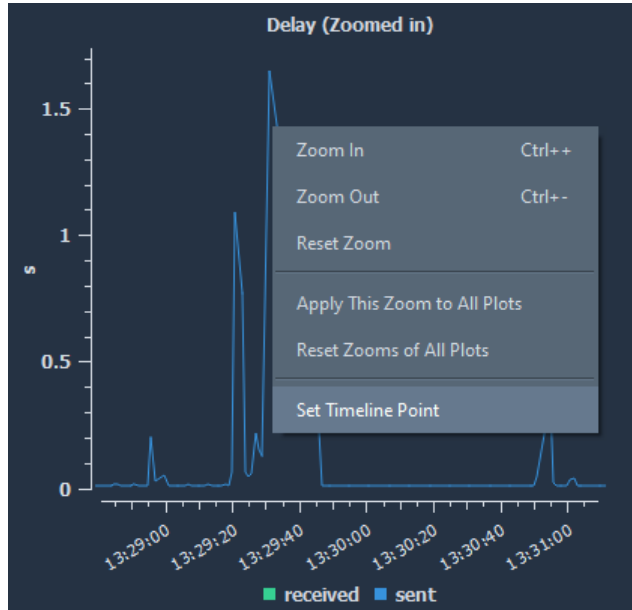 Delay (Zoomed in)
1.5
1
0.5
0
s
Zoom In Ctrl++
Zoom Out Ctrl+-
Reset Zoom
Apply This Zoom to All Plots
Reset Zooms of All Plots
Set Timeline Point
13:29:00 13:29:20 13:29:40 13:30:00 13:30:20 13:30:40 13:31:00
received sent